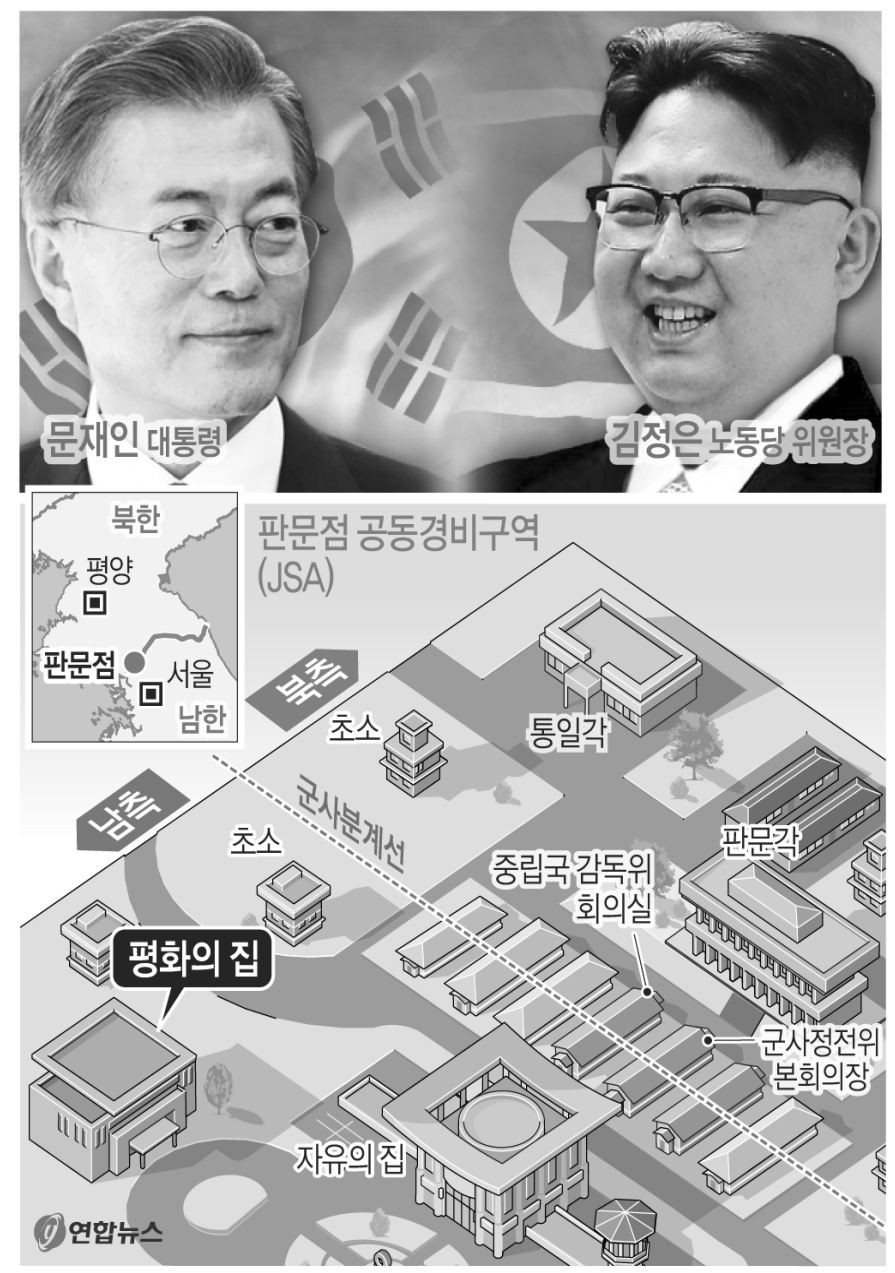 문재인 대통령
김정은 노동당 위원장
북한
평양
판문점
서울
남한
판문점 공동경비구역
(JSA)
북측
남측
초소
통일각
군사분계선
초소
판문각
중립국 감독위
회의실
평화의 집
군사정전위
본회의장
자유의 집
연합뉴스